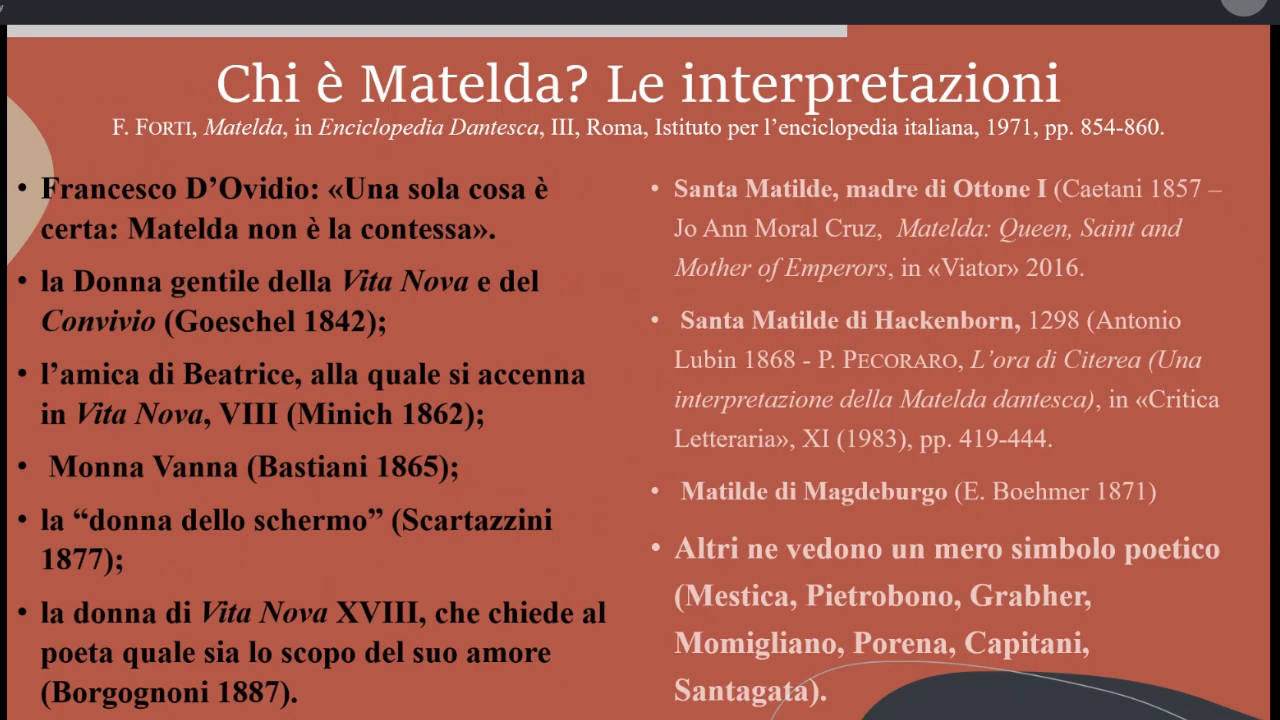 Chi è Matelda? Le interpretazioni
F. FORTI, Matelda, in Enciclopedia Dantesca, III, Roma, Istituto per l’enciclopedia italiana, 1971, pp. 854-860.
• Francesco D’Ovidio: «Una sola cosa è
certa: Matelda non è la contessa».
• la Donna gentile della Vita Nova e del
Convivio (Goeschel 1842);
• l’amica di Beatrice, alla quale si accenna
in Vita Nova, VIII (Minich 1862);
• Monna Vanna (Bastiani 1865);
• la “donna dello schermo” (Scartazzini
1877);
• la donna di Vita Nova XVIII, che chiede al
poeta quale sia lo scopo del suo amore
(Borgognoni 1887).
• Santa Matilde, madre di Ottone I (Caetani 1857 –
Jo Ann Moral Cruz, Matelda: Queen, Saint and
Mother of Emperors, in «Viator» 2016.
• Santa Matilde di Hackenborn, 1298 (Antonio
Lubin 1868 - P. PECORARO, L’ora di Citerea (Una
interpretazione della Matelda dantesca), in «Critica
Letteraria», XI (1983), pp. 419-444.
• Matilde di Magdeburgo (E. Boehmer 1871)
• Altri ne vedono un mero simbolo poetico
(Mestica, Pietrobono, Grabher,
Momigliano, Porena, Capitani,
Santagata).